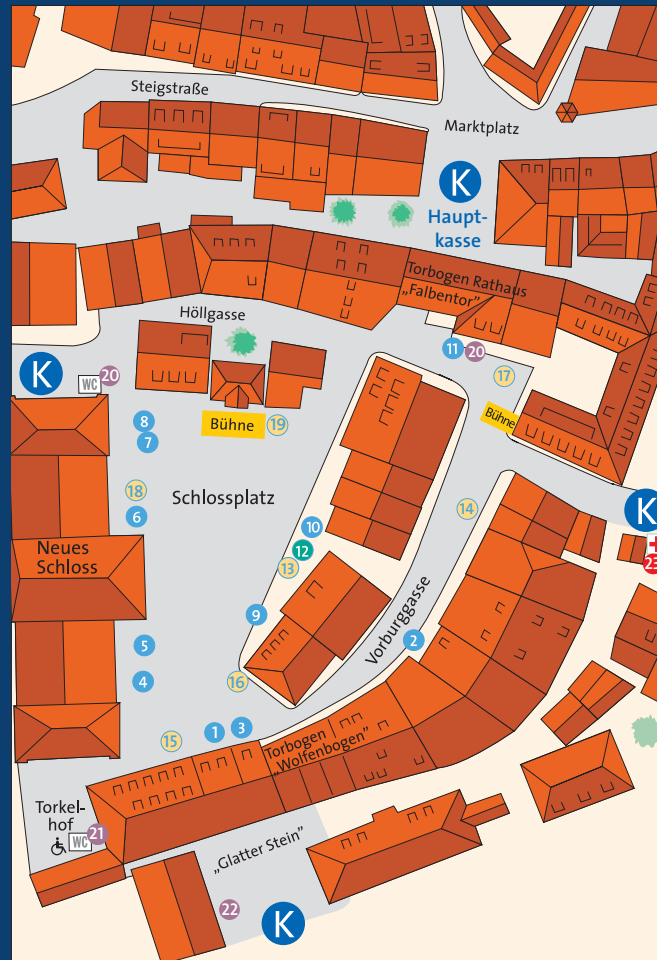 Steigstraße
Marktplatz
K
Haupt-
kasse
Torbogen Rathaus
„Falbentor”
Höllgasse
11
20
17
K
WC
20
Bühne
19
Bühne
8
7
18
Schlossplatz
14
K
6
10
12
Neues
Schloss
13
23
9
Vorburggasse
2
5
4
16
15
1
3
Torbogen
„Wolfenbogen”
Torkel-
hof
WC
21
„Glatter Stein”
22
K